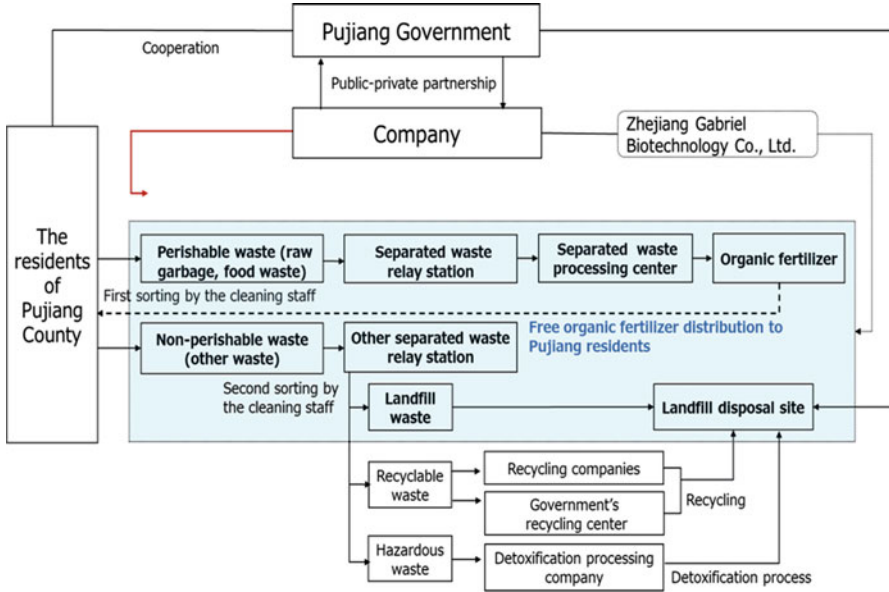 Pujiang Government
Cooperation
Public-private partnership
Company
Zhejiang Gabriel
Biotechnology Co., Ltd.
The
residents
of
Pujiang
County
Perishable waste (raw
garbage, food waste)
Separated waste
relay station
Separated waste
processing center
Organic fertilizer
First sorting by the cleaning staff
Free organic fertilizer distribution to
Pujiang residents
Non-perishable waste
(other waste)
Other separated waste
relay station
Second sorting by
the cleaning staff
Landfill
waste
Landfill disposal site
Recyclable
waste
Recycling companies
Government's
recycling center
Recycling
Hazardous
waste
Detoxification processing
company
Detoxification process